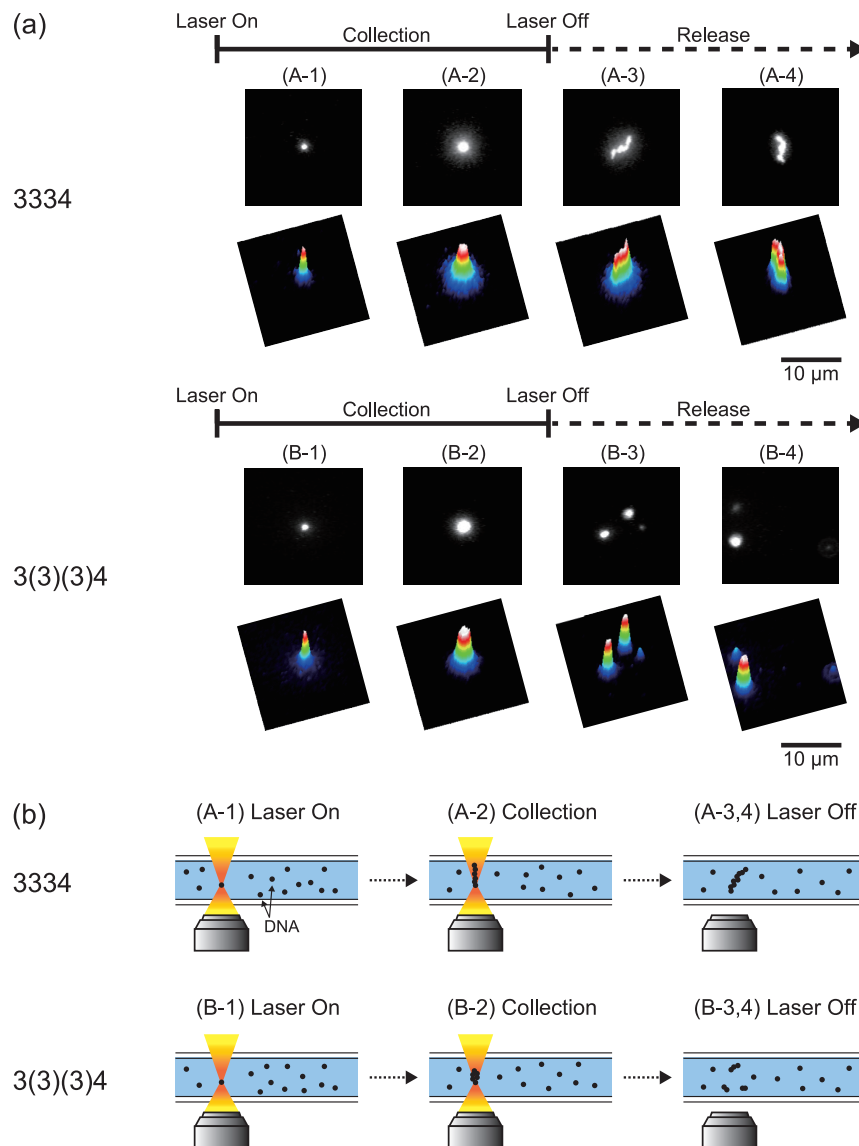 (a)
Laser On Laser Off
Collection Release
(A-1) (A-2) (A-3) (A-4)
3334
10 µm
Laser On Laser Off
Collection Release
(B-1) (B-2) (B-3) (B-4)
3(3)(3)4
10 µm
(b)
(A-1) Laser On (A-2) Collection (A-3,4) Laser Off
3334
DNA
(B-1) Laser On (B-2) Collection (B-3,4) Laser Off
3(3)(3)4